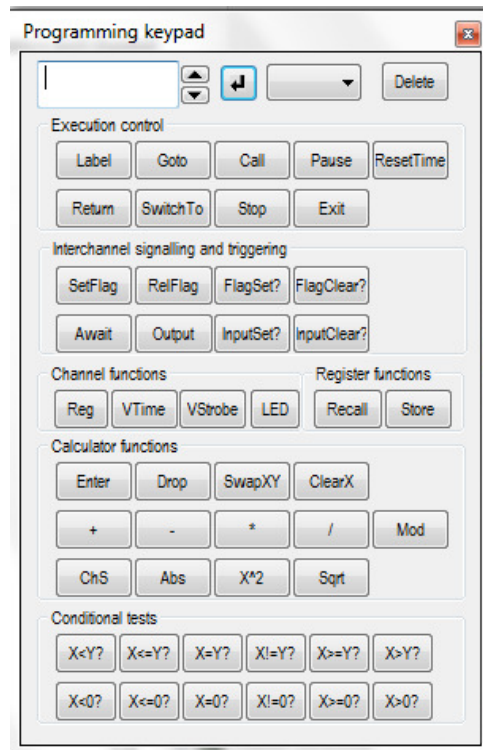 Programming keypad
Delete
Execution control
Label Goto Call Pause ResetTime
Return SwitchTo Stop Exit
Interchannel signalling and triggering
SetFlag RelFlag FlagSet? FlagClear?
Await Output InputSet? InputClear?
Channel functions Register functions
Reg VTime VStrobe LED Recall Store
Calculator functions
Enter Drop SwapXY ClearX
+ - * / Mod
ChS Abs X^2 Sqrt
Conditional tests
X<Y? X<=Y? X=Y? X!=Y? X>=Y? X>Y?
X<0? X<=0? X=0? X!=0? X>=0? X>0?